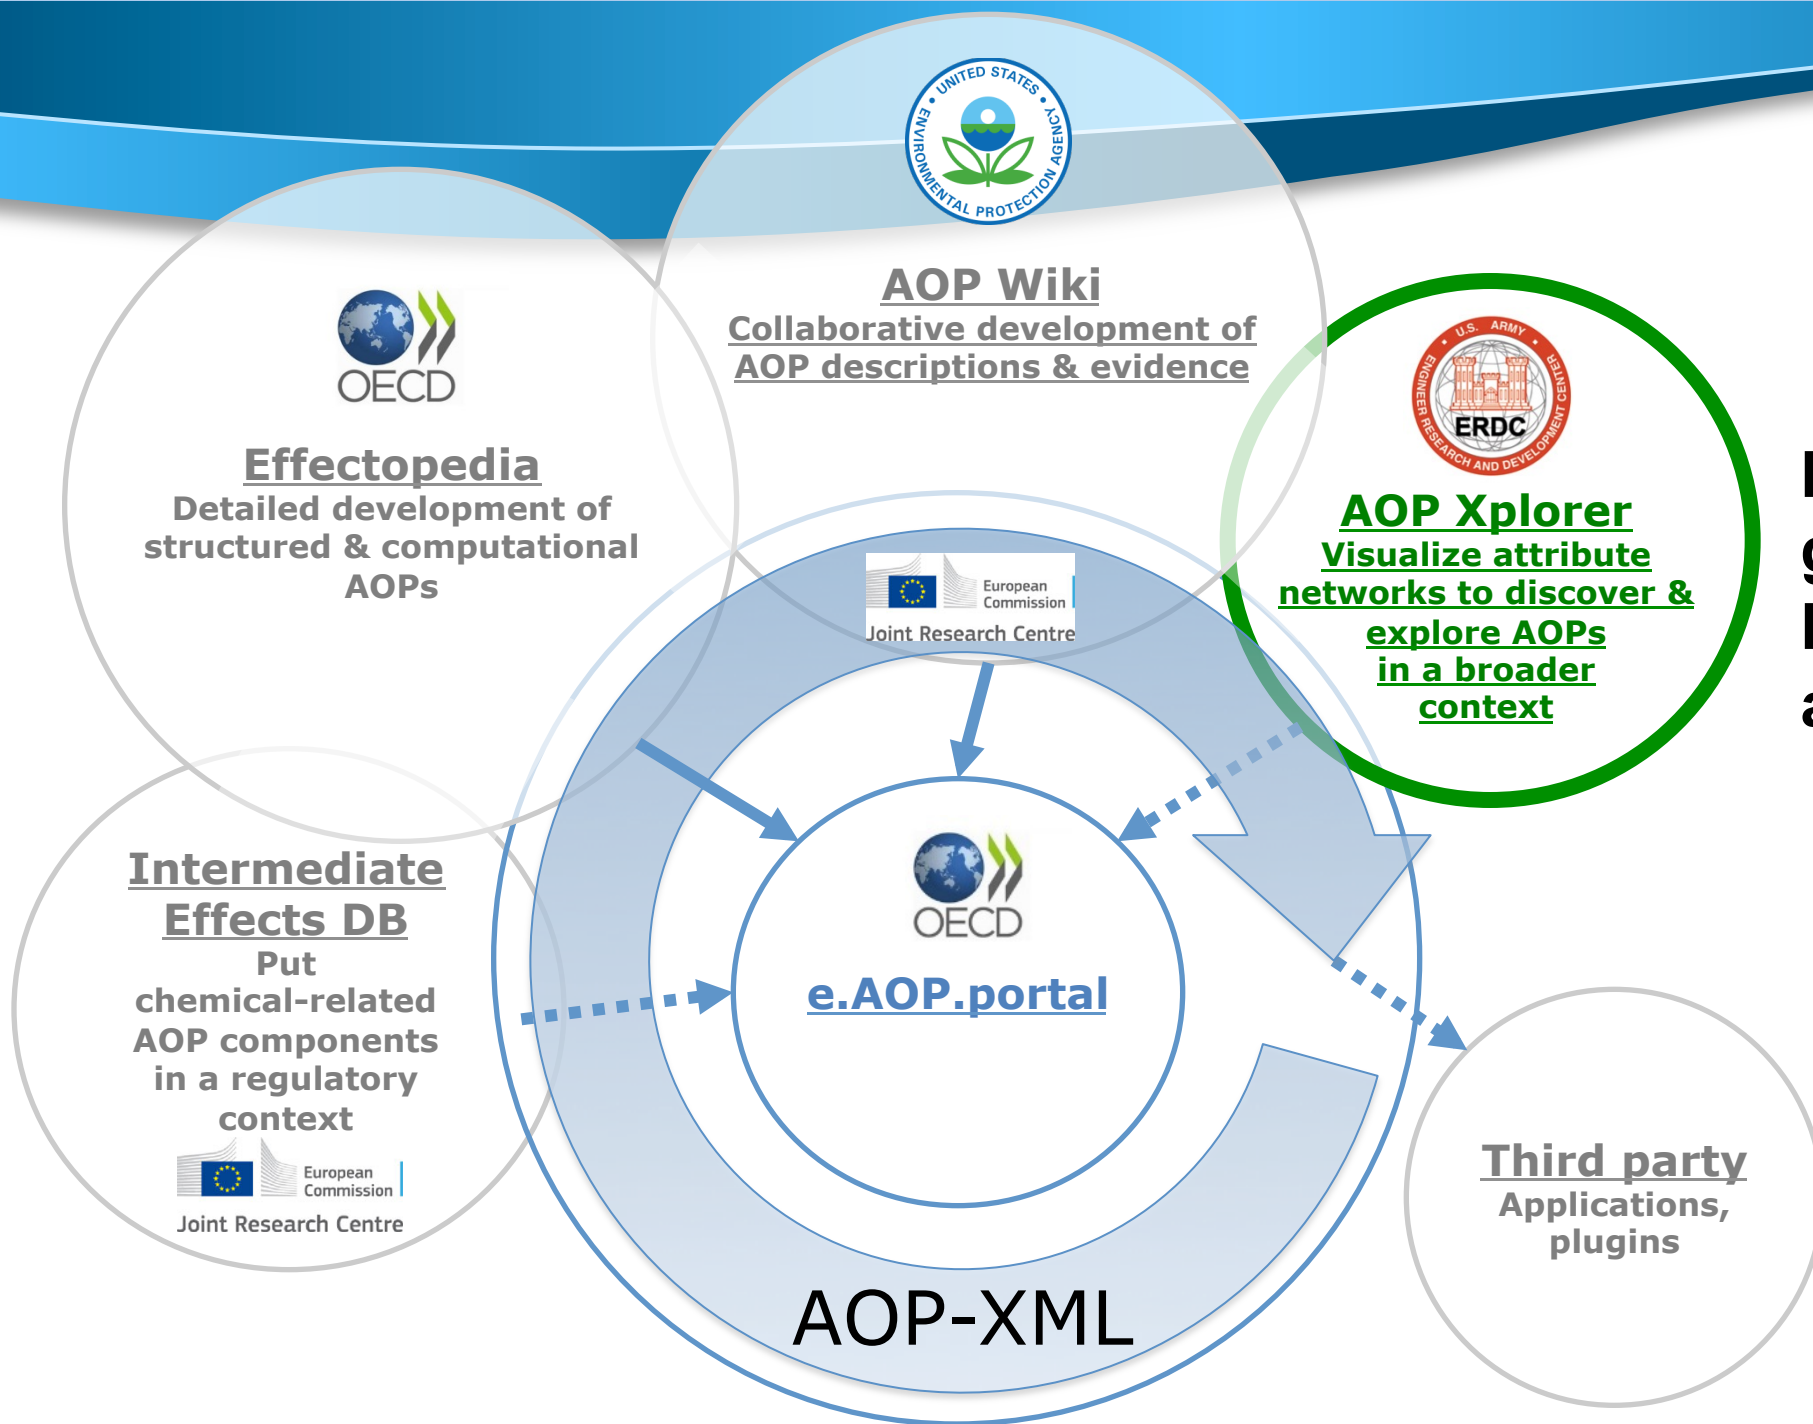 UNITED STATES
ENVIRONMENTAL PROTECTION AGENCY
AOP Wiki
Collaborative development of
AOP descriptions & evidence
OECD
Effectopedia
Detailed development of
structured & computational
AOPs
U.S. ARMY
ENGINEER RESEARCH AND DEVELOPMENT CENTER
ERDC
AOP Xplorer
Visualize attribute
networks to discover &
explore AOPs
in a broader
context
European
Commission
Joint Research Centre
Intermediate
Effects DB
Put
chemical-related
AOP components
in a regulatory
context
European
Commission
Joint Research Centre
OECD
e.AOP.portal
Third party
Applications,
plugins
AOP-XML